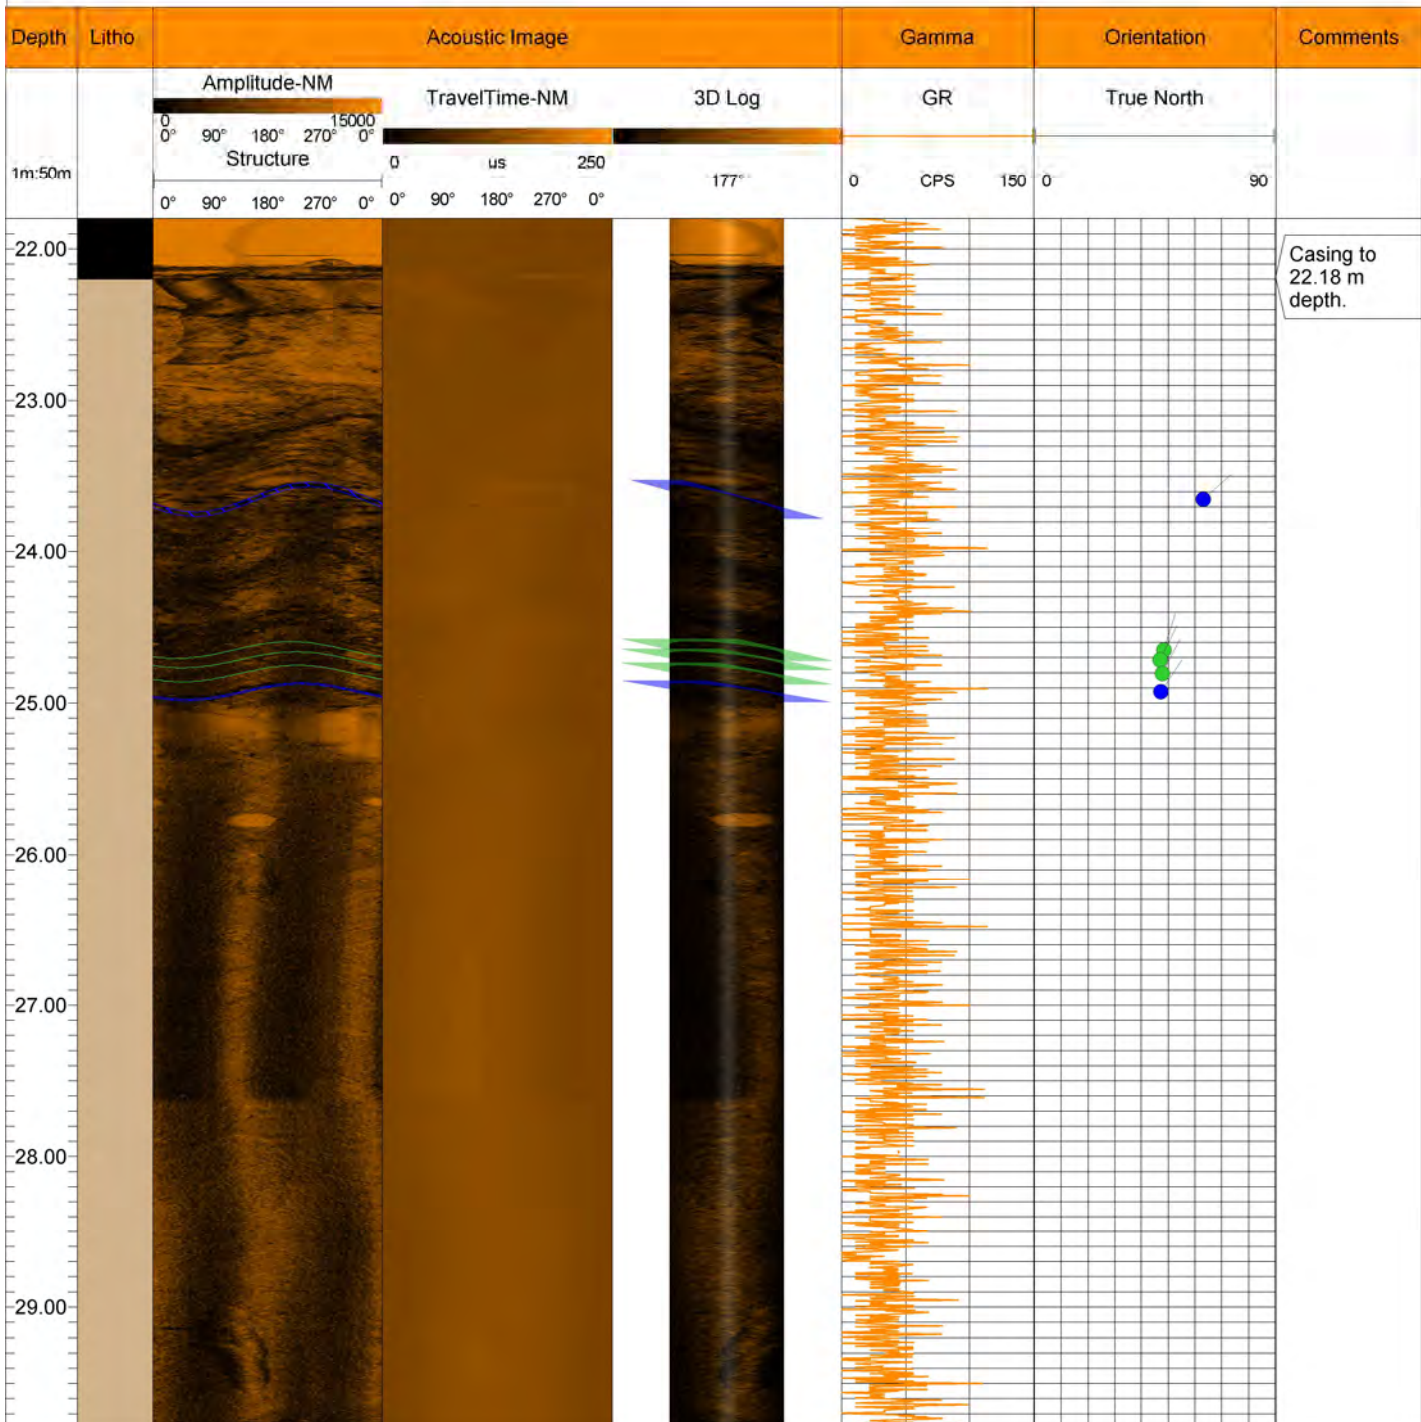 Depth Litho Acoustic Image Gamma Orientation Comments
Amplitude-NM TravelTime-NM 3D Log GR True North
0 15000
0° 90° 180° 270° 0°
Structure
0 us 250
1m:50m 177° 0 CPS 150 0 90
0° 90° 180° 270° 0° 0° 90° 180° 270° 0°
22.00
Casing to
22.18 m
depth.
23.00
24.00
25.00
26.00
27.00
28.00
29.00